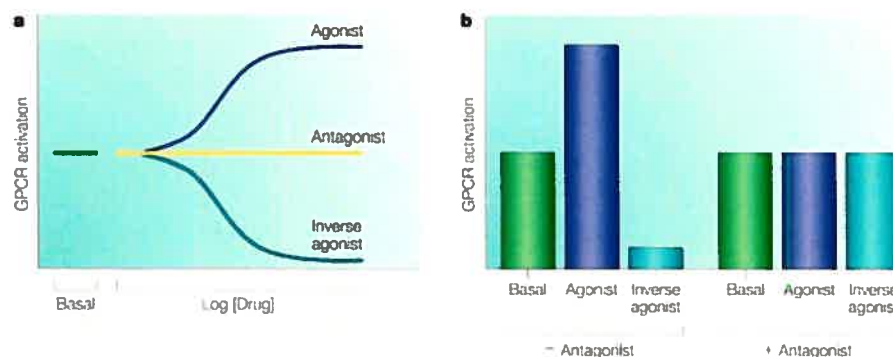 a
GPCR activation
Agonist
Antagonist
Inverse
agonist
Basal
Log [Drug]
b
GPCR activation
Basal Agonist Inverse
agonist
Basal Agonist Inverse
agonis
− Antagonist
+ Antagonist